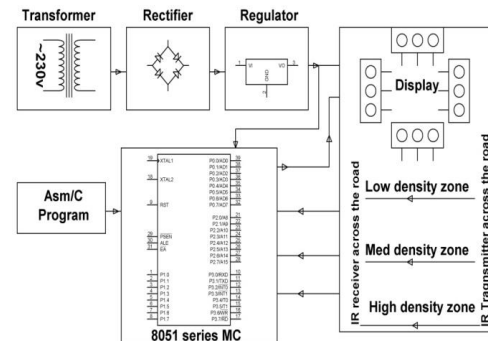 Transformer
Rectifier
Regulator
~230v
VI
VO
GND
Display
Asm/C
Program
XTAL1
XTAL2
RST
PSEN
ALE
EA
P1.0
P1.1
P1.2
P1.3
P1.4
P1.5
P1.6
P1.7
P0.0/AD0
P0.1/AD1
P0.2/AD2
P0.3/AD3
P0.4/AD4
P0.5/AD5
P0.6/AD6
P0.7/AD7
P2.0/A8
P2.1/A9
P2.2/A10
P2.3/A11
P2.4/A12
P2.5/A13
P2.6/A14
P2.7/A15
P3.0/RXD
P3.1/TXD
P3.2/INT0
P3.3/INT1
P3.4/T0
P3.5/T1
P3.6/WR
P3.7/RD
8051 series MC
IR receiver across the road
Low density zone
Med density zone
High density zone